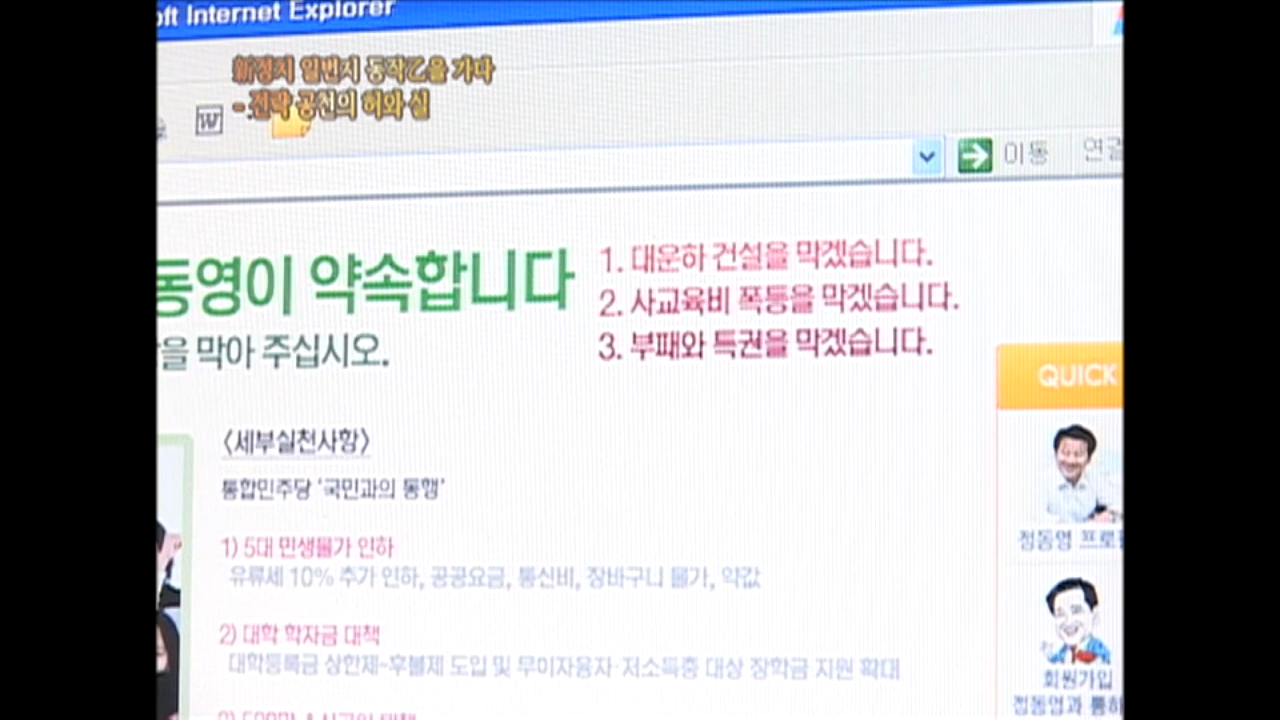 oft Internet Explorer
新정치 일번지 동작乙을 가다
- 전략 공천의 허와 실
W
이동
연결
동영이 약속합니다
1. 대운하 건설을 막겠습니다.
2. 사교육비 폭등을 막겠습니다.
을 막아 주십시오.
3. 부패와 특권을 막겠습니다.
QUICK
<세부실천사항>
통합민주당 '국민과의 동행'
정동영 프로필
1) 5대 민생물가 인하
유류세 10% 추가 인하, 공공요금, 통신비, 장바구니 물가, 약값
2) 대학 학자금 대책
대학등록금 상한제-후불제 도입 및 무이자융자·저소득층 대상 장학금 지원 확대
회원가입
정동영과 통하